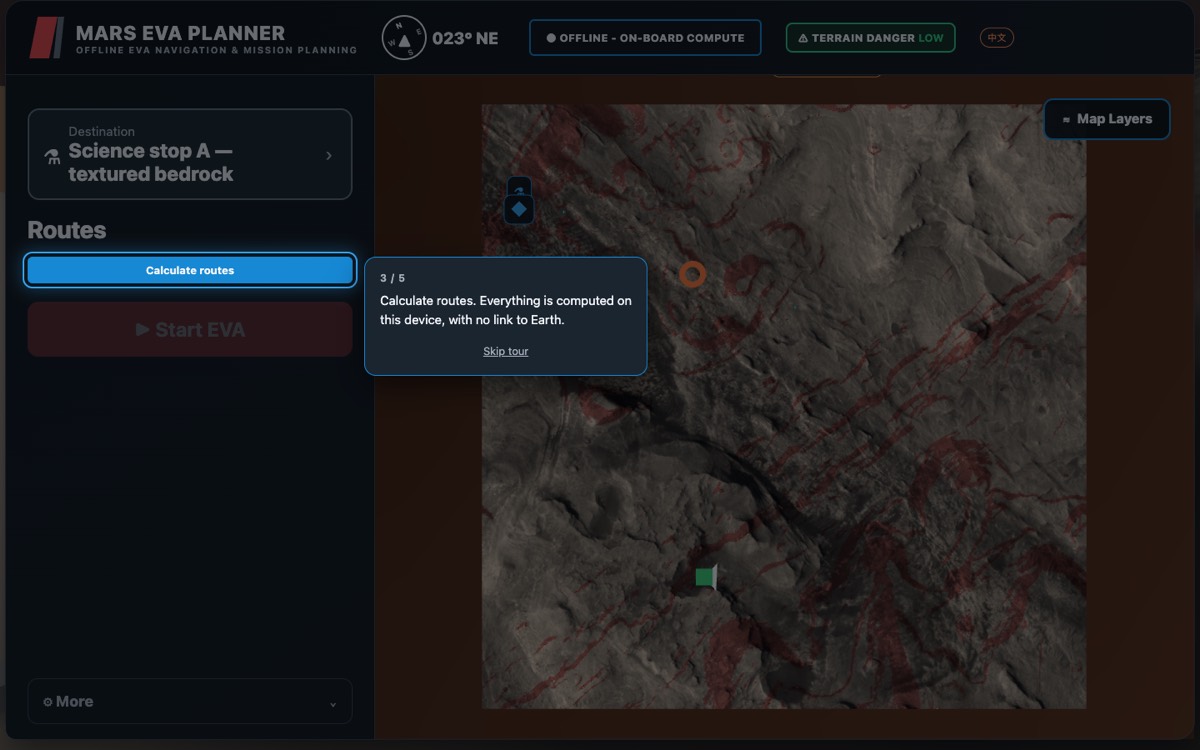 MARS EVA PLANNER
OFFLINE EVA NAVIGATION & MISSION PLANNING
N
E
S
W
023° NE
OFFLINE - ON-BOARD COMPUTE
TERRAIN DANGER LOW
中文
Destination
Science stop A —
textured bedrock
Map Layers
Routes
Calculate routes
3 / 5
Calculate routes. Everything is computed on
this device, with no link to Earth.
Skip tour
Start EVA
More